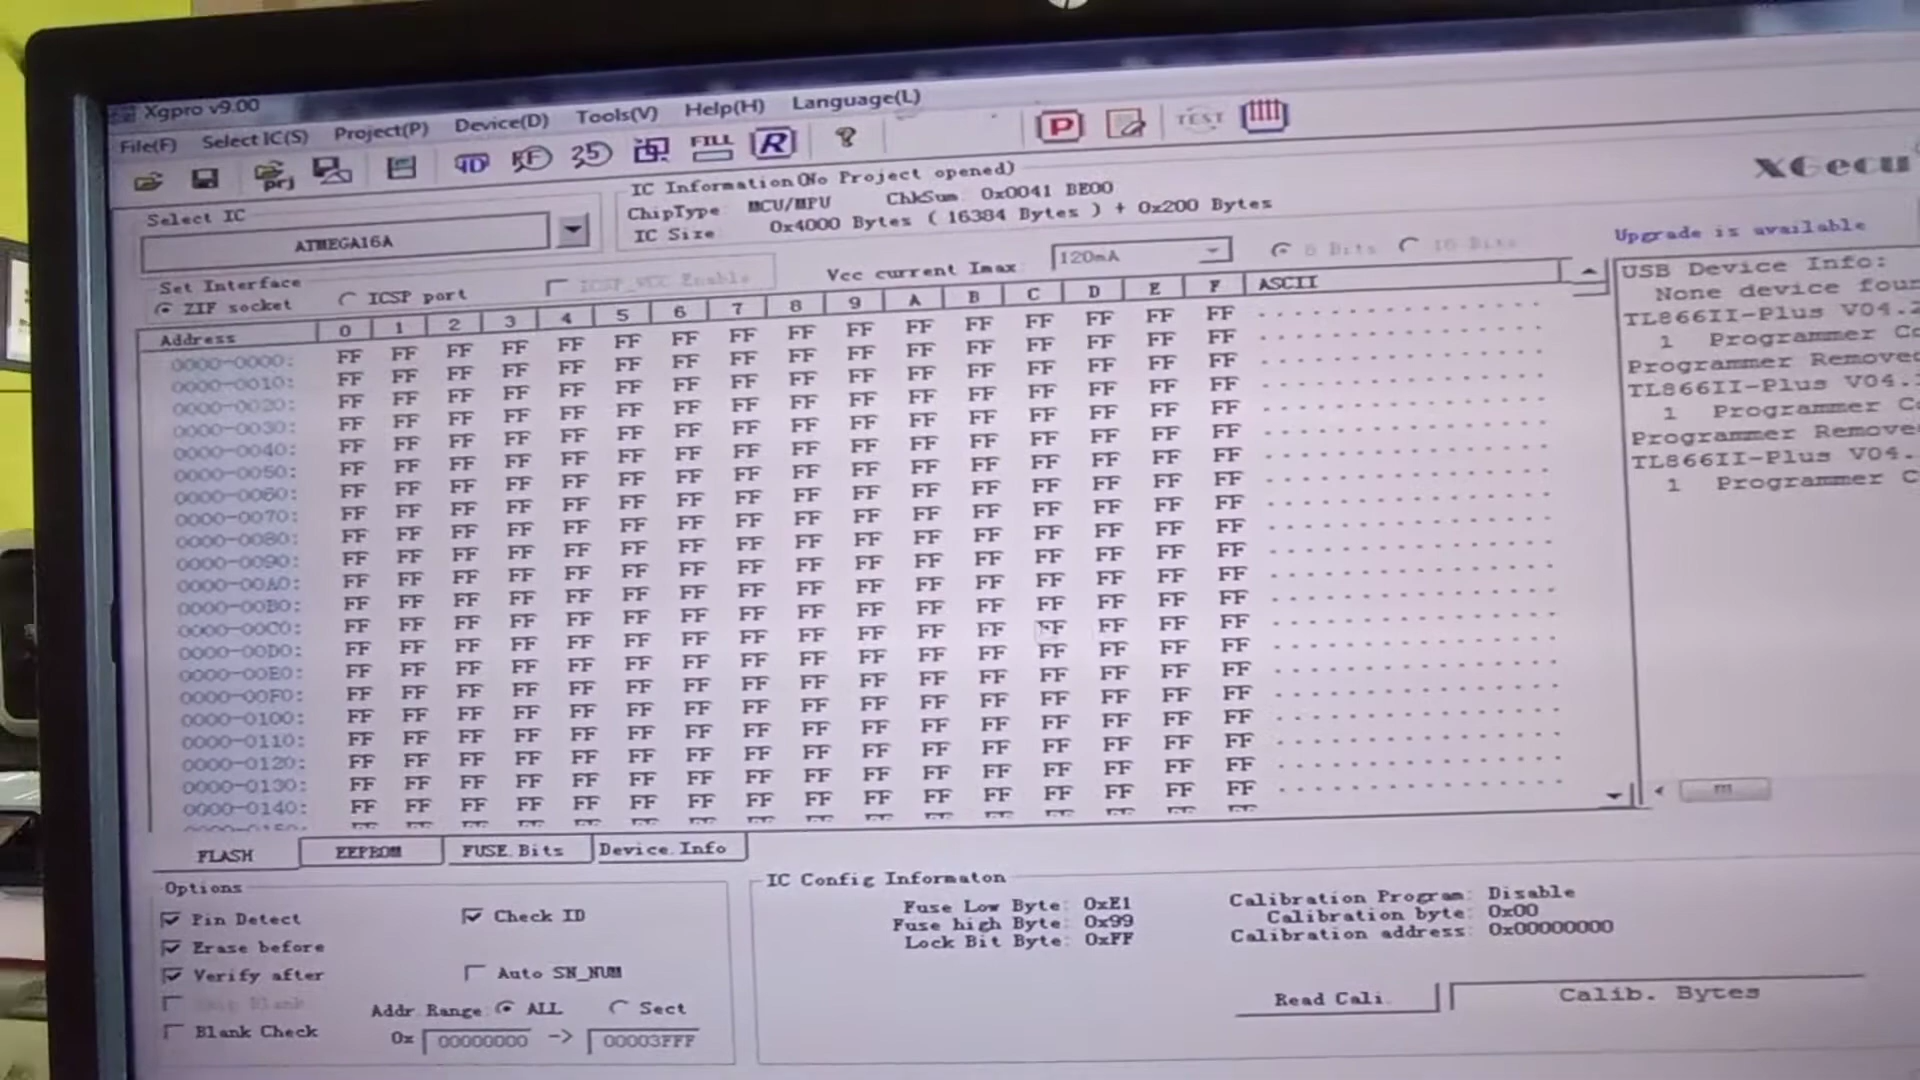 Xgpro v9.00
File(F) Select IC(S) Project(P) Device(D) Tools(V) Help(H) Language(L)
prj ID 25 FILL R ? P TEST
XGecu
Select IC
ATMEGA16A
IC Information(No Project opened)
ChipType MCU/MPU ChkSum: 0x0041 BE00
IC Size 0x4000 Bytes ( 16384 Bytes ) + 0x200 Bytes
Upgrade is available
Set Interface
ZIF socket ICSP port ICSP_VCC Enable Vcc current Imax: 120mA 8 Bits 16 Bits
Address 0 1 2 3 4 5 6 7 8 9 A B C D E F ASCII
0000-0000: FF FF FF FF FF FF FF FF FF FF FF FF FF FF FF FF ................
0000-0010: FF FF FF FF FF FF FF FF FF FF FF FF FF FF FF FF ................
0000-0020: FF FF FF FF FF FF FF FF FF FF FF FF FF FF FF FF ................
0000-0030: FF FF FF FF FF FF FF FF FF FF FF FF FF FF FF FF ................
0000-0040: FF FF FF FF FF FF FF FF FF FF FF FF FF FF FF FF ................
0000-0050: FF FF FF FF FF FF FF FF FF FF FF FF FF FF FF FF ................
0000-0060: FF FF FF FF FF FF FF FF FF FF FF FF FF FF FF FF ................
0000-0070: FF FF FF FF FF FF FF FF FF FF FF FF FF FF FF FF ................
0000-0080: FF FF FF FF FF FF FF FF FF FF FF FF FF FF FF FF ................
0000-0090: FF FF FF FF FF FF FF FF FF FF FF FF FF FF FF FF ................
0000-00A0: FF FF FF FF FF FF FF FF FF FF FF FF FF FF FF FF ................
0000-00B0: FF FF FF FF FF FF FF FF FF FF FF FF FF FF FF FF ................
0000-00C0: FF FF FF FF FF FF FF FF FF FF FF FF FF FF FF FF ................
0000-00D0: FF FF FF FF FF FF FF FF FF FF FF FF FF FF FF FF ................
0000-00E0: FF FF FF FF FF FF FF FF FF FF FF FF FF FF FF FF ................
0000-00F0: FF FF FF FF FF FF FF FF FF FF FF FF FF FF FF FF ................
0000-0100: FF FF FF FF FF FF FF FF FF FF FF FF FF FF FF FF ................
0000-0110: FF FF FF FF FF FF FF FF FF FF FF FF FF FF FF FF ................
0000-0120: FF FF FF FF FF FF FF FF FF FF FF FF FF FF FF FF ................
0000-0130: FF FF FF FF FF FF FF FF FF FF FF FF FF FF FF FF ................
0000-0140: FF FF FF FF FF FF FF FF FF FF FF FF FF FF FF FF ................
USB Device Info:
None device foun
TL866II-Plus V04.2
1 Programmer Co
Programmer Removed
TL866II-Plus V04.
1 Programmer Co
Programmer Remove
TL866II-Plus V04.
1 Programmer C
FLASH EEPROM FUSE.Bits Device.Info
Options
Pin Detect Check ID
Erase before
Verify after Auto SN_NUM
Blank Check
Addr.Range: ALL Sect
0x 00000000 -> 00003FFF
IC Config Informaton
Fuse Low Byte: 0xE1
Fuse high Byte: 0x99
Lock Bit Byte: 0xFF
Calibration Program: Disable
Calibration byte: 0x00
Calibration address: 0x00000000
Read Cali. Calib. Bytes